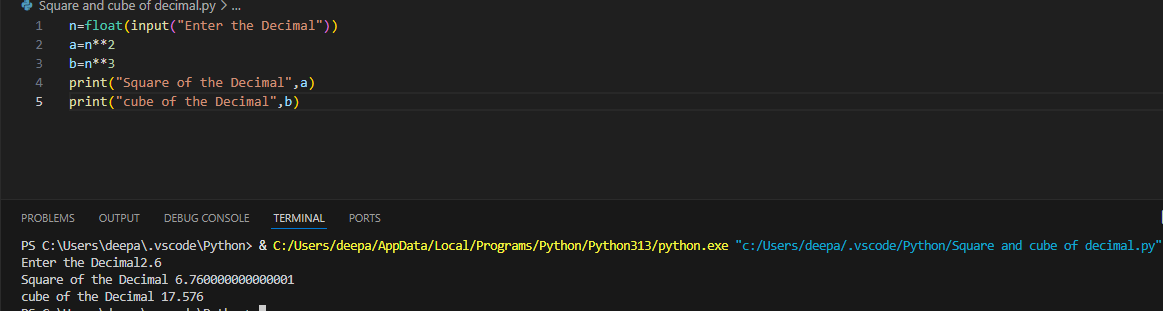 Square and cube of decimal.py > ...
1 n=float(input("Enter the Decimal"))
2 a=n**2
3 b=n**3
4 print("Square of the Decimal",a)
5 print("cube of the Decimal",b)
PROBLEMS OUTPUT DEBUG CONSOLE TERMINAL PORTS
PS C:\Users\deepa\.vscode\Python> & C:/Users/deepa/AppData/Local/Programs/Python/Python313/python.exe "c:/Users/deepa/.vscode/Python/Square and cube of decimal.py"
Enter the Decimal2.6
Square of the Decimal 6.760000000000001
cube of the Decimal 17.576